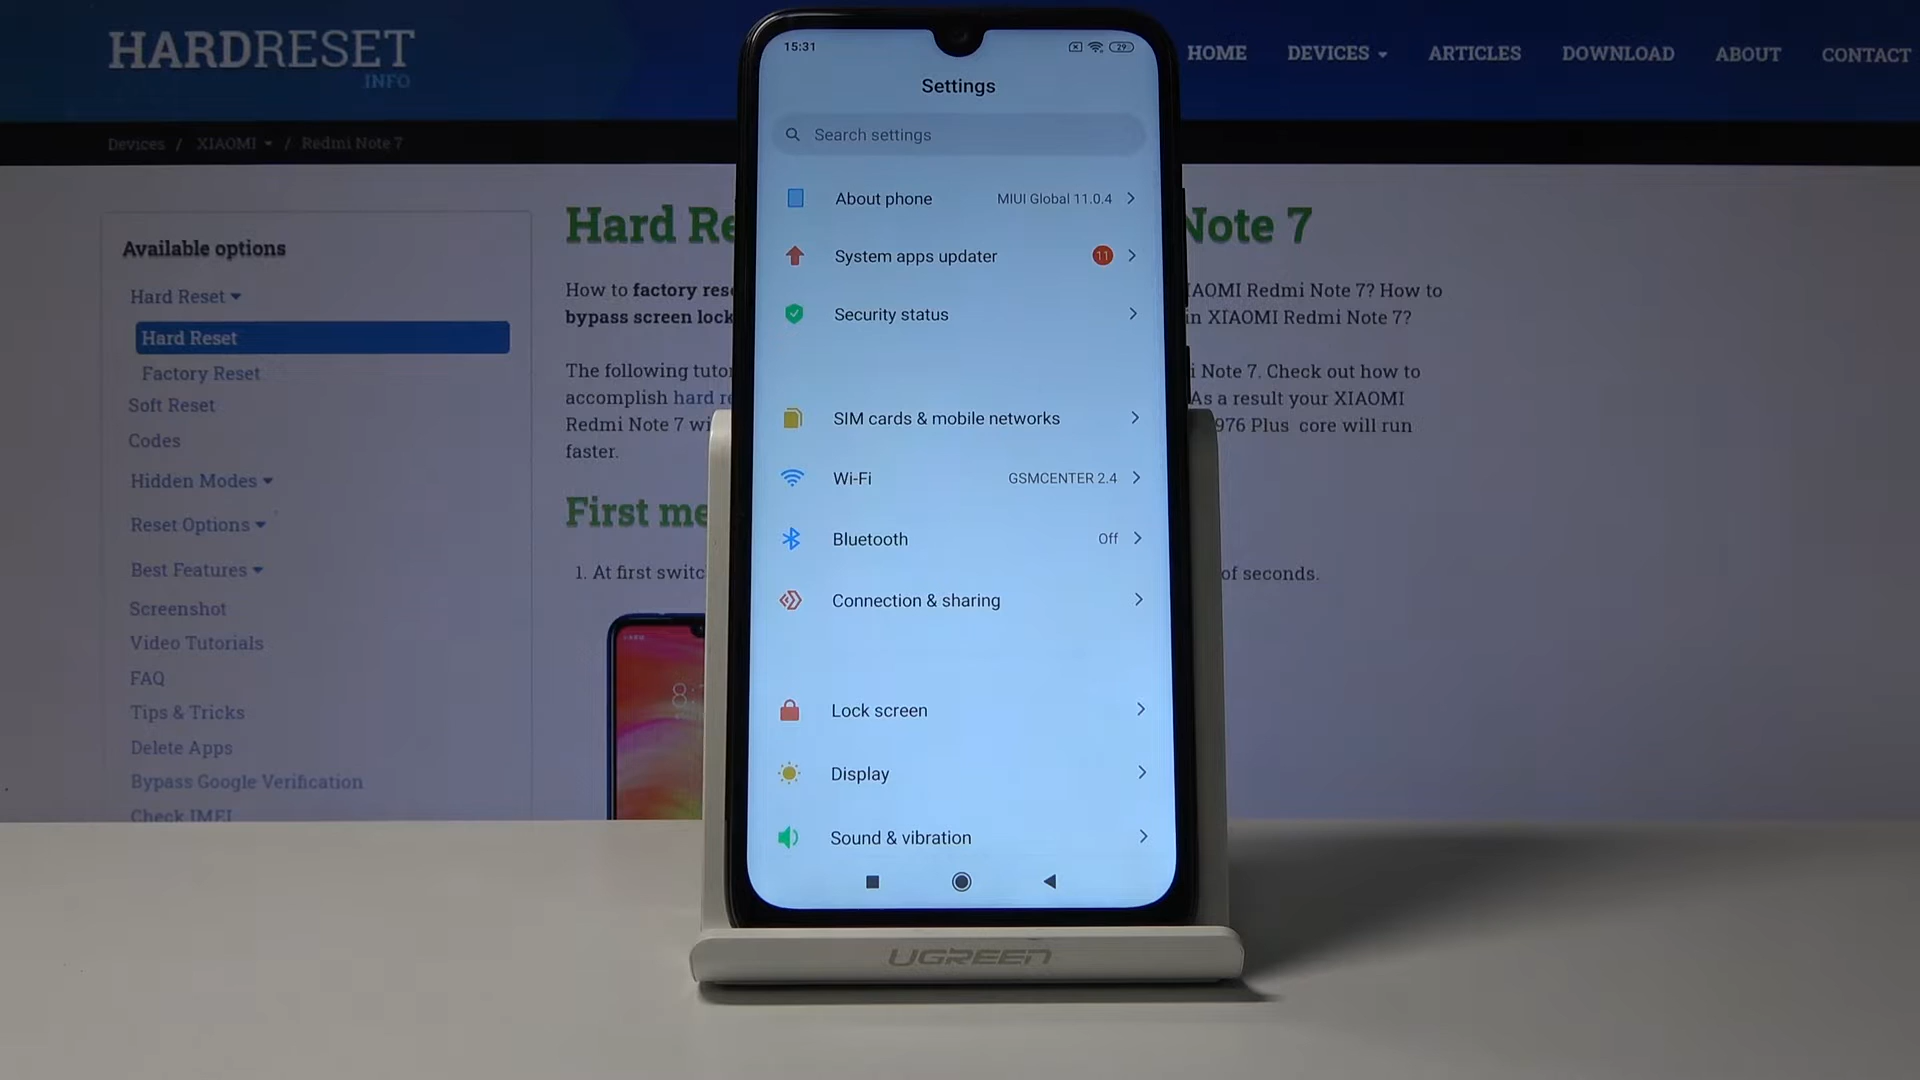 HARDRESET
INFO
HOME DEVICES ARTICLES DOWNLOAD ABOUT CONTACT
Devices / XIAOMI / Redmi Note 7
Available options
Hard Reset
Hard Reset
Factory Reset
Soft Reset
Codes
Hidden Modes
Reset Options
Best Features
Screenshot
Video Tutorials
FAQ
Tips & Tricks
Delete Apps
Bypass Google Verification
Check IMEI
Hard Re Note 7
How to factory res IAOMI Redmi Note 7? How to
bypass screen lock in XIAOMI Redmi Note 7?
The following tuto i Note 7. Check out how to
accomplish hard re As a result your XIAOMI
Redmi Note 7 wi 976 Plus core will run
faster.
First me
1. At first switc of seconds.
15:31
29
Settings
Search settings
About phone MIUI Global 11.0.4
System apps updater 11
Security status
SIM cards & mobile networks
Wi-Fi GSMCENTER 2.4
Bluetooth Off
Connection & sharing
Lock screen
Display
Sound & vibration
UGREEN